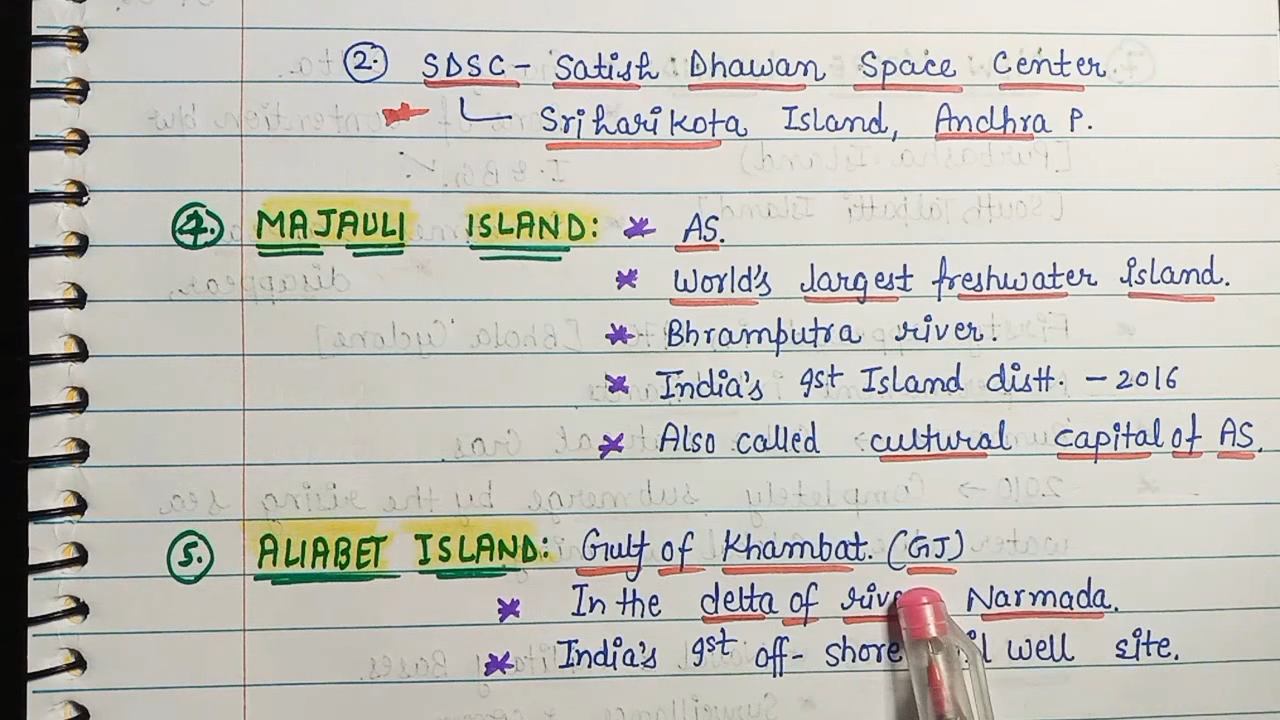 2. SDSC - Satish Dhawan Space Center
Sriharikota Island, Andhra P.
4. MAJAULI ISLAND: * AS.
* World's largest freshwater island.
* Bhramputra river.
* India's 1st Island distt. - 2016
* Also called cultural capital of AS.
5. ALIABET ISLAND: Gulf of Khambat. (GJ)
* In the delta of river Narmada.
* India's 1st off-shore well site.